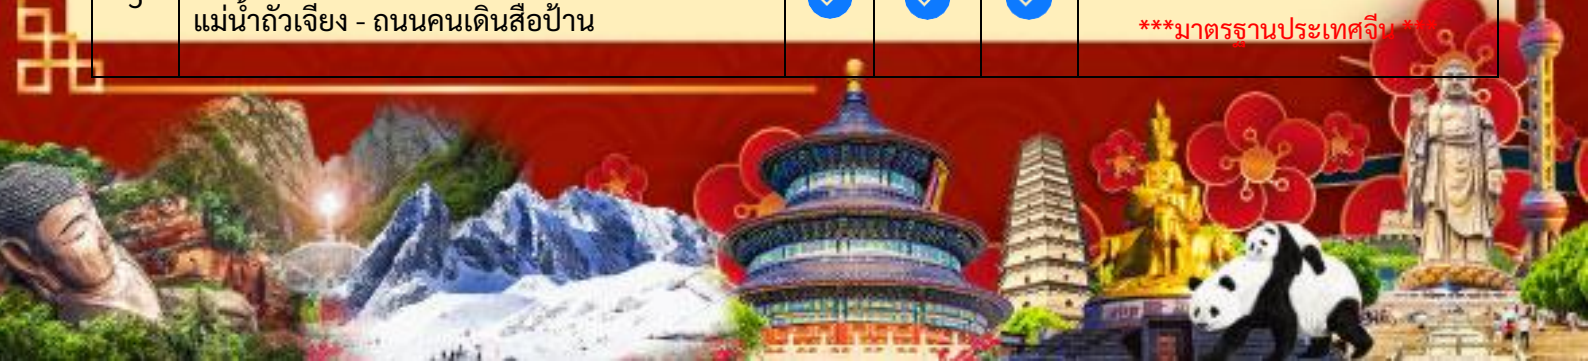 แม่น้ำถัวเจียง - ถนนคนเดินสือป้าน
***มาตรฐานประเทศจีน ***